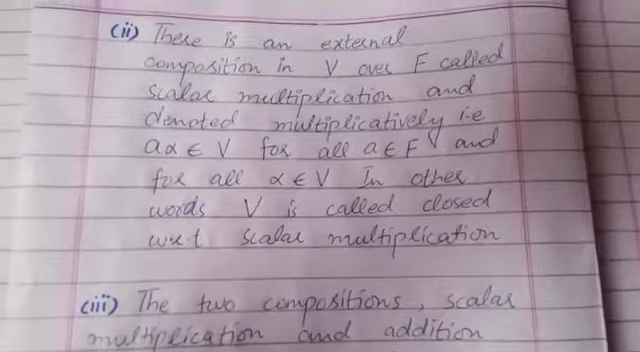 (ii) There is an external
composition in V over F called
scalar multiplication and
denoted multiplicatively i.e
aα ∈ V for all a ∈ F and
for all α ∈ V In other
words V is called closed
w.r.t scalar multiplication
(iii) The two compositions, scalar
multiplication and addition